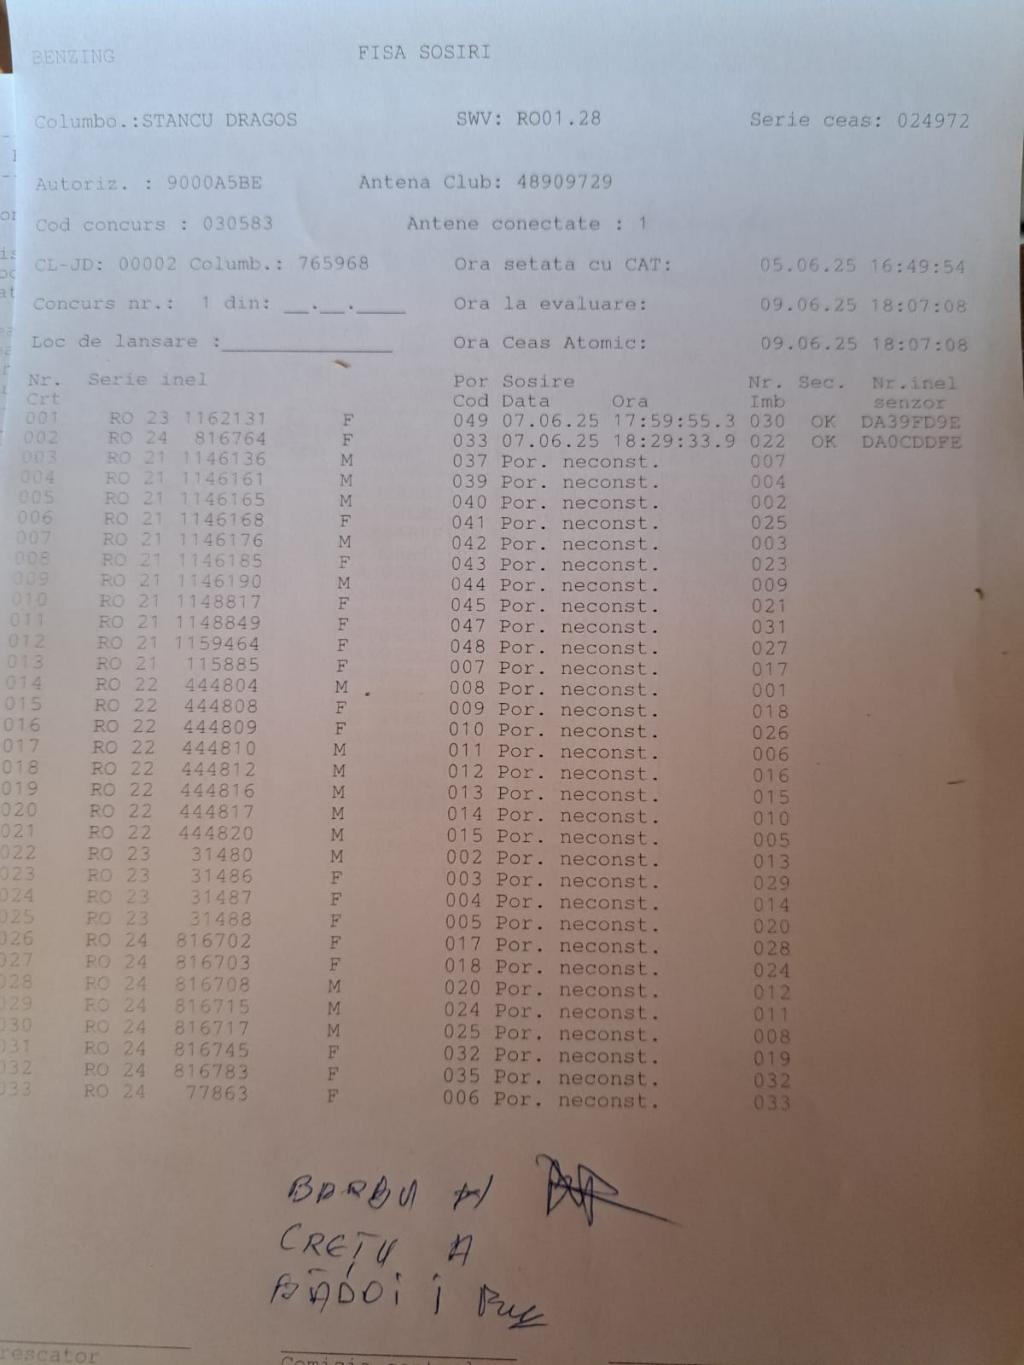 BENZING FISA SOSIRI
Columbo.:STANCU DRAGOS SWV: RO01.28 Serie ceas: 024972
Autoriz. : 9000A5BE Antena Club: 48909729
Cod concurs : 030583 Antene conectate : 1
CL-JD: 00002 Columb.: 765968 Ora setata cu CAT: 05.06.25 16:49:54
Concurs nr.: 1 din: __.__.____ Ora la evaluare: 09.06.25 18:07:08
Loc de lansare :______________ Ora Ceas Atomic: 09.06.25 18:07:08
Nr. Serie inel Por Sosire Nr. Sec. Nr.inel
Crt Cod Data Ora Imb senzor
001 RO 23 1162131 F 049 07.06.25 17:59:55.3 030 OK DA39FD9E
002 RO 24 816764 F 033 07.06.25 18:29:33.9 022 OK DA0CDDFE
003 RO 21 1146136 M 037 Por. neconst. 007
004 RO 21 1146161 M 039 Por. neconst. 004
005 RO 21 1146165 M 040 Por. neconst. 002
006 RO 21 1146168 F 041 Por. neconst. 025
007 RO 21 1146176 M 042 Por. neconst. 003
008 RO 21 1146185 F 043 Por. neconst. 023
009 RO 21 1146190 M 044 Por. neconst. 009
010 RO 21 1148817 F 045 Por. neconst. 021
011 RO 21 1148849 F 047 Por. neconst. 031
012 RO 21 1159464 F 048 Por. neconst. 027
013 RO 21 115885 F 007 Por. neconst. 017
014 RO 22 444804 M 008 Por. neconst. 001
015 RO 22 444808 F 009 Por. neconst. 018
016 RO 22 444809 F 010 Por. neconst. 026
017 RO 22 444810 M 011 Por. neconst. 006
018 RO 22 444812 M 012 Por. neconst. 016
019 RO 22 444816 M 013 Por. neconst. 015
020 RO 22 444817 M 014 Por. neconst. 010
021 RO 22 444820 M 015 Por. neconst. 005
022 RO 23 31480 M 002 Por. neconst. 013
023 RO 23 31486 F 003 Por. neconst. 029
024 RO 23 31487 F 004 Por. neconst. 014
025 RO 23 31488 F 005 Por. neconst. 020
026 RO 24 816702 F 017 Por. neconst. 028
027 RO 24 816703 F 018 Por. neconst. 024
028 RO 24 816708 M 020 Por. neconst. 012
029 RO 24 816715 M 024 Por. neconst. 011
030 RO 24 816717 M 025 Por. neconst. 008
031 RO 24 816745 F 032 Por. neconst. 019
032 RO 24 816783 F 035 Por. neconst. 032
033 RO 24 77863 F 006 Por. neconst. 033
BARBU
CREȚU A
BĂDOI I
rescator